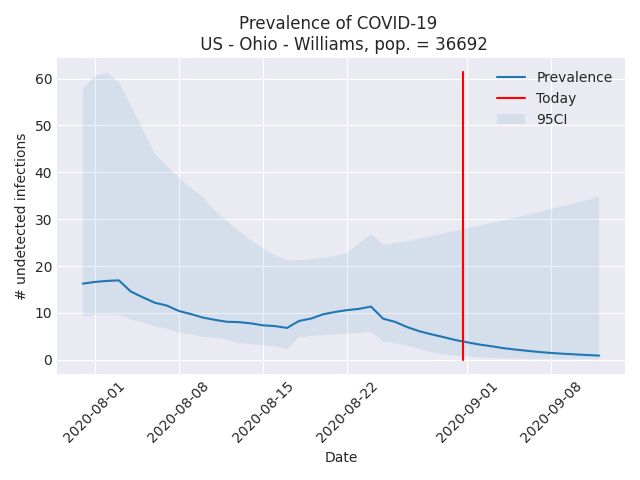 Prevalence of COVID-19
US - Ohio - Williams, pop. = 36692
Prevalence
Today
95CI
# undetected infections
60
50
40
30
20
10
0
2020-08-01
2020-08-08
2020-08-15
2020-08-22
2020-09-01
2020-09-08
Date